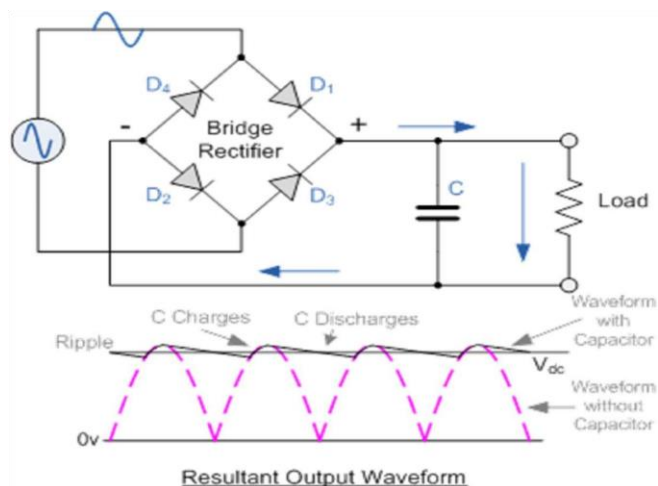 D4
D1
-
Bridge
Rectifier
+
D2
D3
C
Load
C Charges
C Discharges
Waveform
with
Capacitor
Ripple
Vdc
Waveform
without
Capacitor
0v
Resultant Output Waveform